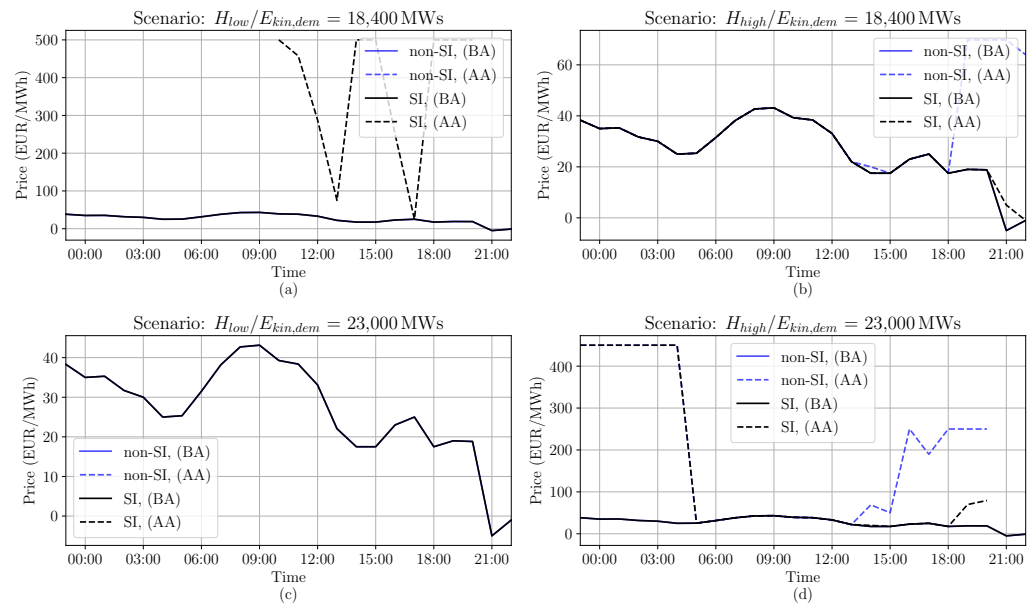 Scenario: H_low/E_kin,dem = 18,400 MWs
500
400
300
200
100
0
Price (EUR/MWh)
non-SI, (BA)
non-SI, (AA)
SI, (BA)
SI, (AA)
00:00 03:00 06:00 09:00 12:00 15:00 18:00 21:00
Time
(a)
Scenario: H_high/E_kin,dem = 18,400 MWs
60
40
20
0
Price (EUR/MWh)
non-SI, (BA)
non-SI, (AA)
SI, (BA)
SI, (AA)
00:00 03:00 06:00 09:00 12:00 15:00 18:00 21:00
Time
(b)
Scenario: H_low/E_kin,dem = 23,000 MWs
40
30
20
10
0
Price (EUR/MWh)
non-SI, (BA)
non-SI, (AA)
SI, (BA)
SI, (AA)
00:00 03:00 06:00 09:00 12:00 15:00 18:00 21:00
Time
(c)
Scenario: H_high/E_kin,dem = 23,000 MWs
400
300
200
100
0
Price (EUR/MWh)
non-SI, (BA)
non-SI, (AA)
SI, (BA)
SI, (AA)
00:00 03:00 06:00 09:00 12:00 15:00 18:00 21:00
Time
(d)